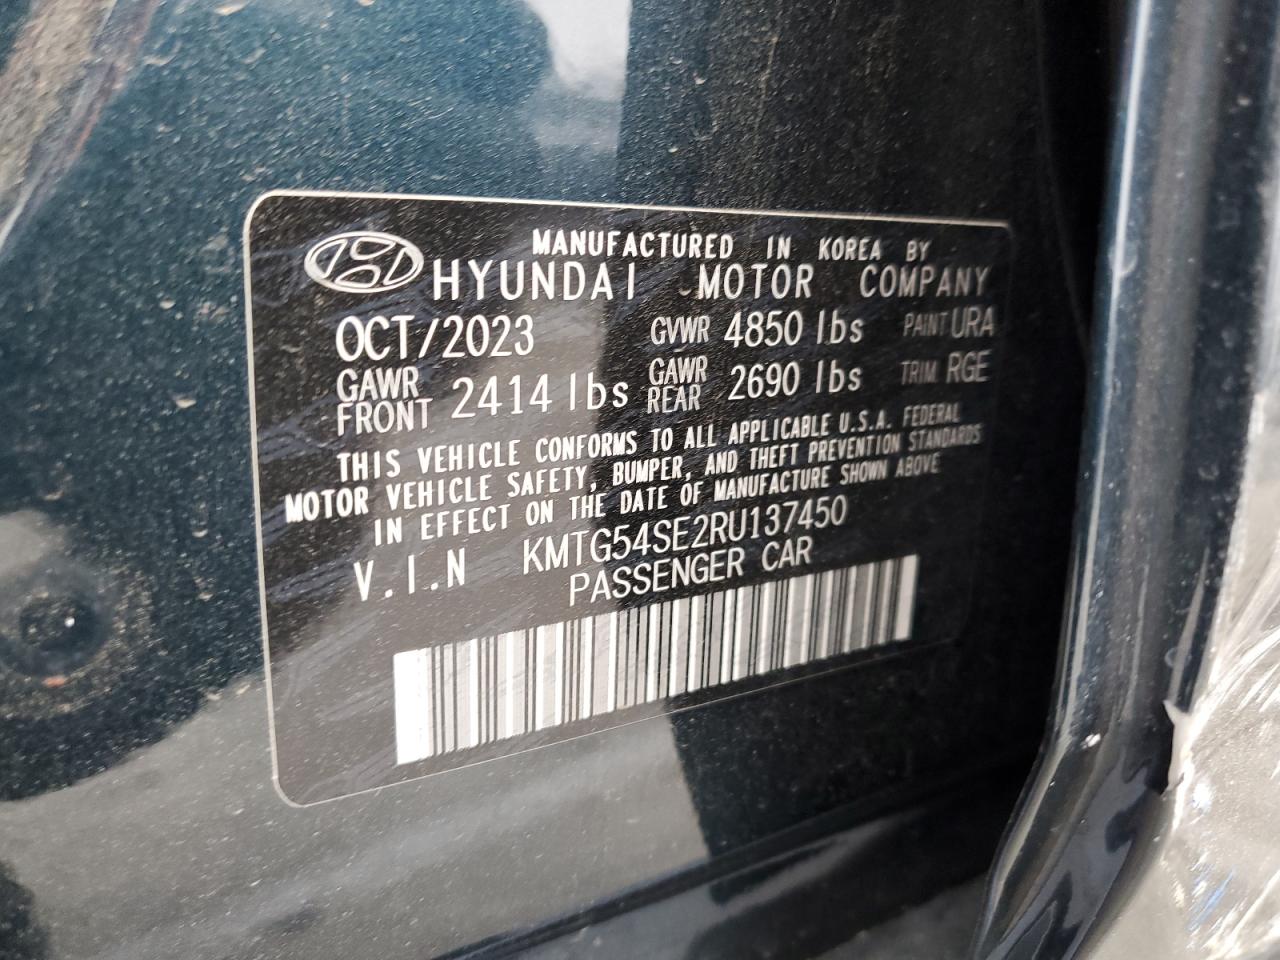 MANUFACTURED IN KOREA BY
HYUNDAI MOTOR COMPANY
OCT/2023 GVWR 4850 lbs PAINT URA
GAWR FRONT 2414 lbs GAWR REAR 2690 lbs TRIM RGE
THIS VEHICLE CONFORMS TO ALL APPLICABLE U.S.A. FEDERAL
MOTOR VEHICLE SAFETY, BUMPER, AND THEFT PREVENTION STANDARDS
IN EFFECT ON THE DATE OF MANUFACTURE SHOWN ABOVE
V.I.N KMTG54SE2RU137450
PASSENGER CAR